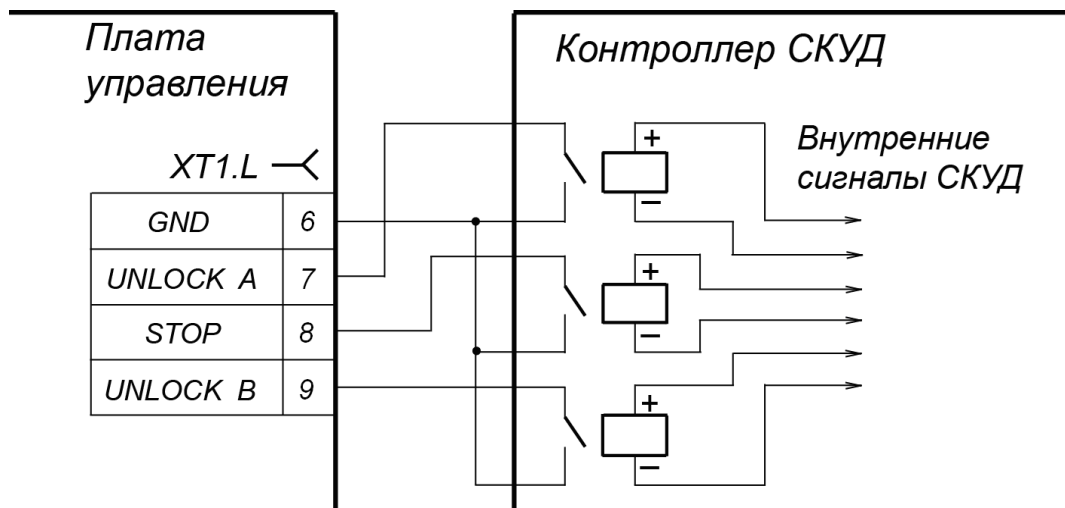 Плата
управления
Контроллер СКУД
Внутренние
сигналы СКУД
XT1.L
GND 6
UNLOCK A 7
STOP 8
UNLOCK B 9
+
−
+
−
+
−